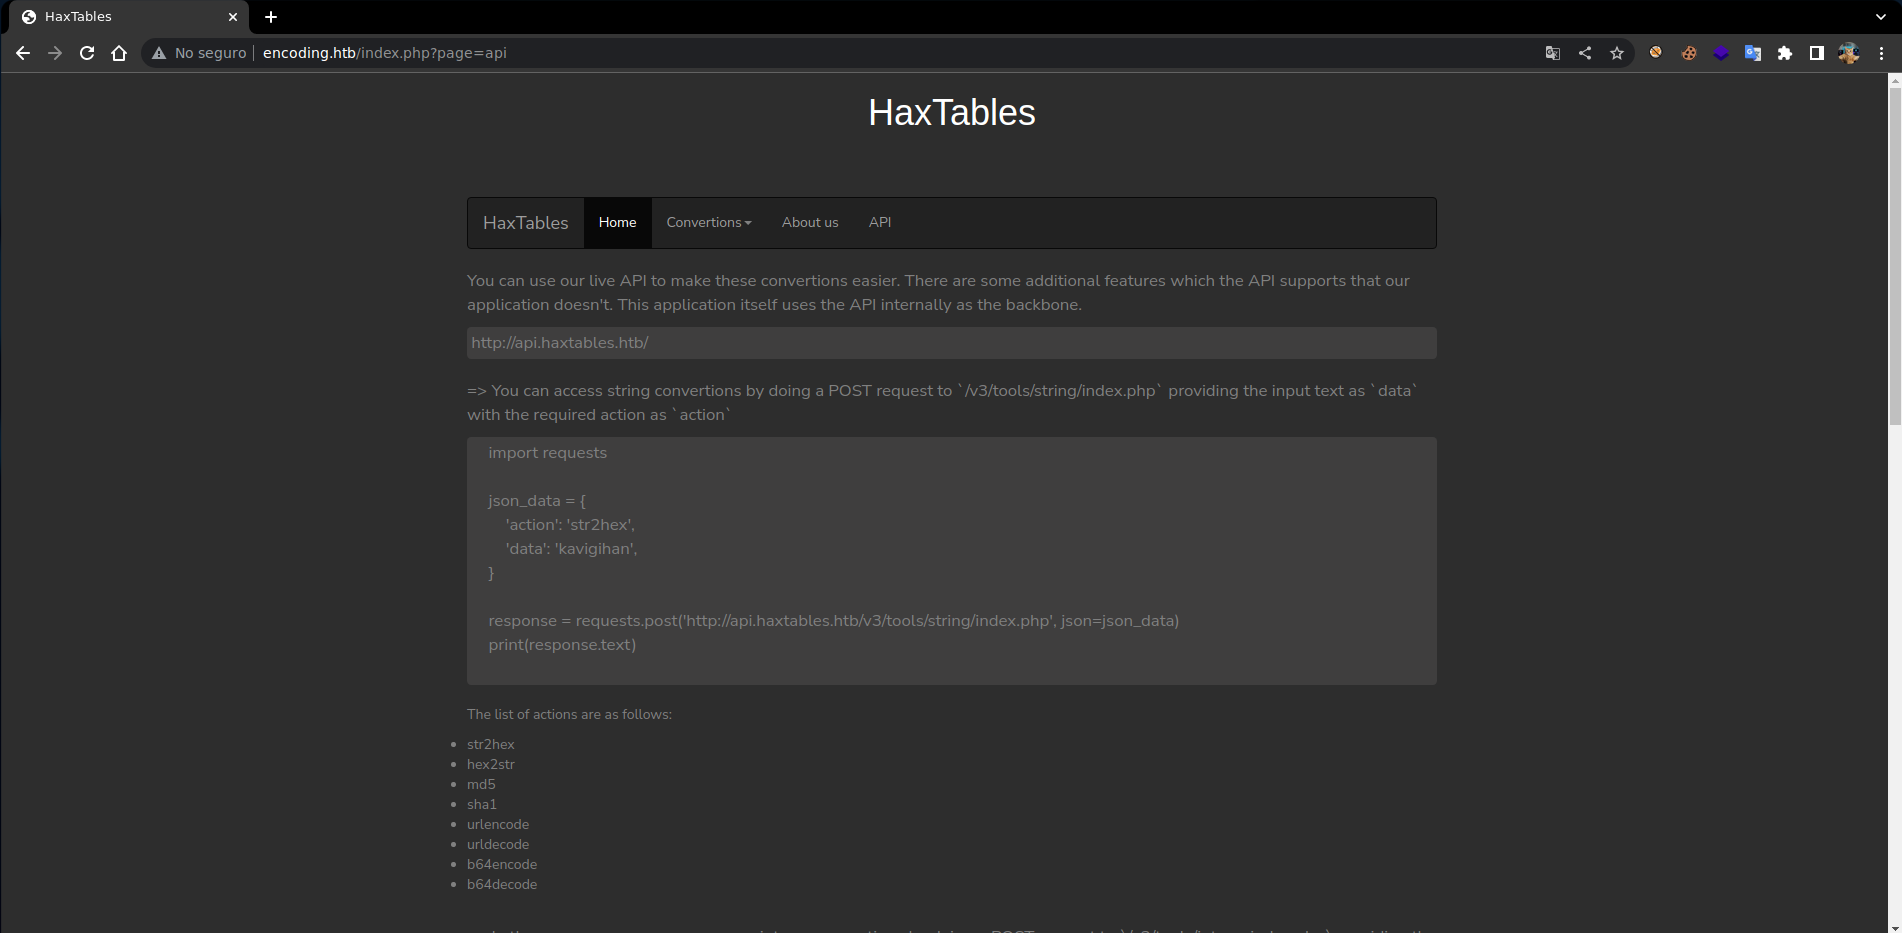 HaxTables
No seguro encoding.htb/index.php?page=api
HaxTables
HaxTables Home Convertions About us API
You can use our live API to make these convertions easier. There are some additional features which the API supports that our
application doesn't. This application itself uses the API internally as the backbone.
http://api.haxtables.htb/
=> You can access string convertions by doing a POST request to `/v3/tools/string/index.php` providing the input text as `data`
with the required action as `action`
import requests
json_data = {
'action': 'str2hex',
'data': 'kavigihan',
}
response = requests.post('http://api.haxtables.htb/v3/tools/string/index.php', json=json_data)
print(response.text)
The list of actions are as follows:
str2hex
hex2str
md5
sha1
urlencode
urldecode
b64encode
b64decode